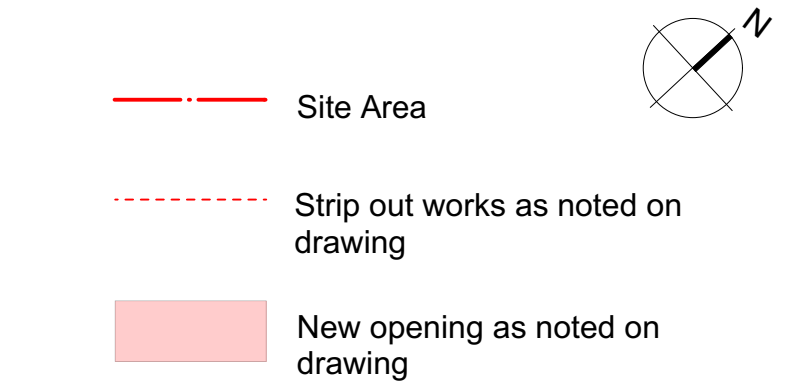 N
Site Area
Strip out works as noted on
drawing
New opening as noted on
drawing